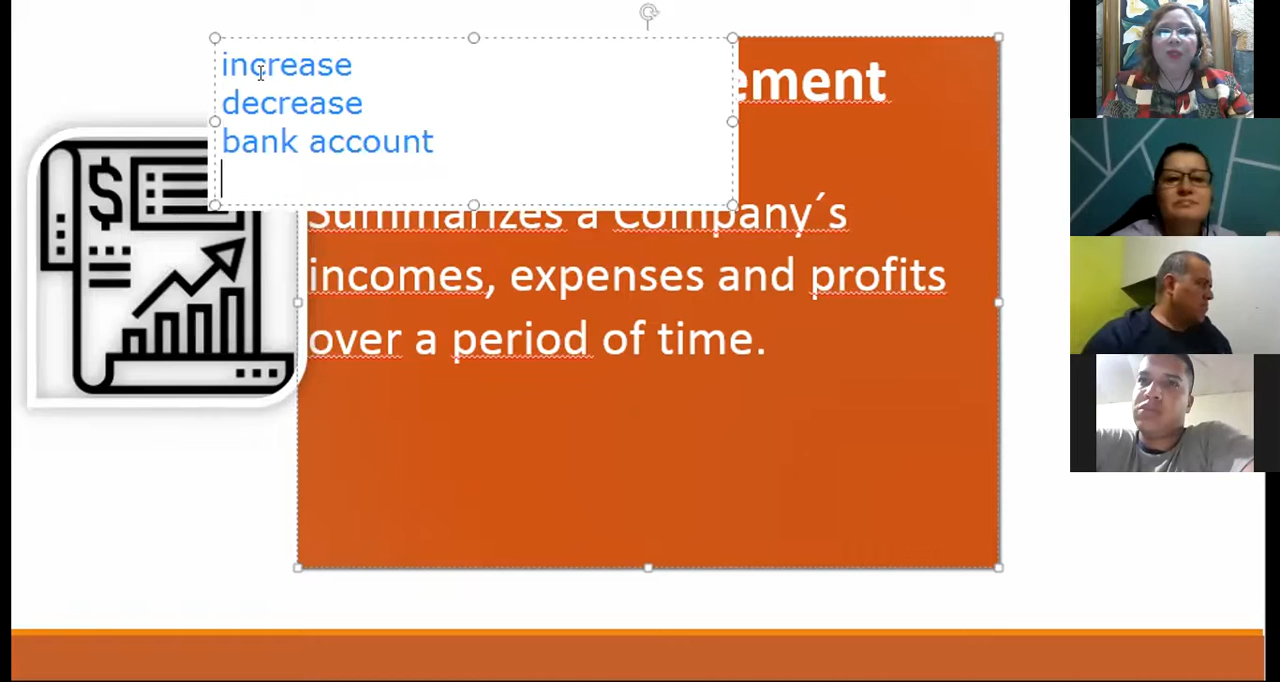 increase
decrease
bank account
ement
Summarizes a Company´s
incomes, expenses and profits
over a period of time.
$